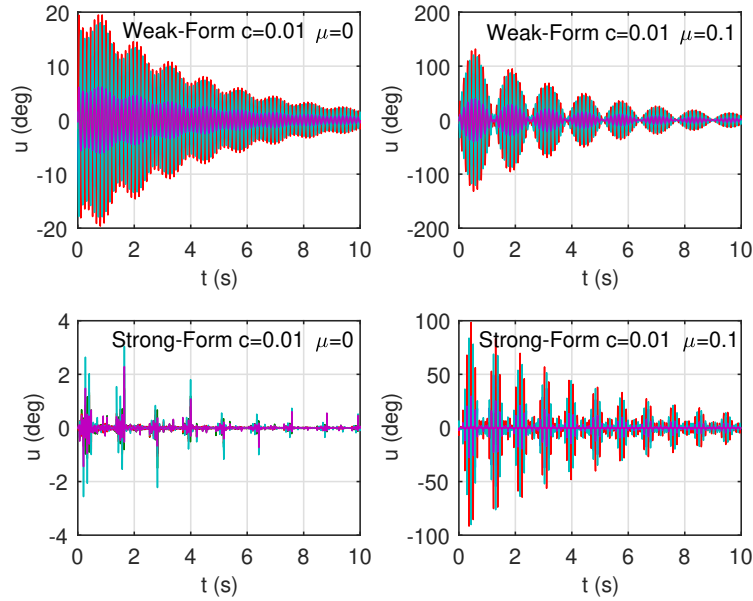 Weak-Form c=0.01 μ=0
20
10
0
-10
-20
u (deg)
0 2 4 6 8 10
t (s)
Weak-Form c=0.01 μ=0.1
200
100
0
-100
-200
u (deg)
0 2 4 6 8 10
t (s)
Strong-Form c=0.01 μ=0
4
2
0
-2
-4
u (deg)
0 2 4 6 8 10
t (s)
Strong-Form c=0.01 μ=0.1
100
50
0
-50
-100
u (deg)
0 2 4 6 8 10
t (s)